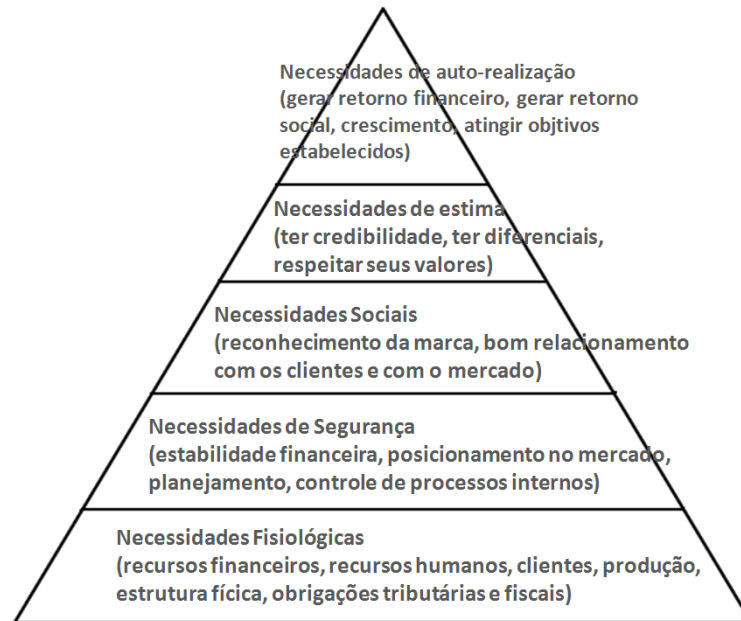 Necessidades de auto-realização
(gerar retorno financeiro, gerar retorno
social, crescimento, atingir objtivos
estabelecidos)
Necessidades de estima
(ter credibilidade, ter diferenciais,
respeitar seus valores)
Necessidades Sociais
(reconhecimento da marca, bom relacionamento
com os clientes e com o mercado)
Necessidades de Segurança
(estabilidade financeira, posicionamento no mercado,
planejamento, controle de processos internos)
Necessidades Fisiológicas
(recursos financeiros, recursos humanos, clientes, produção,
estrutura fícica, obrigações tributárias e fiscais)